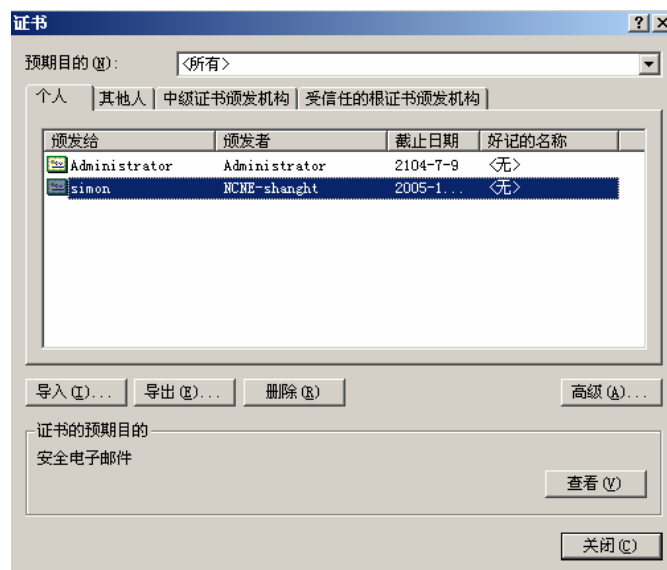 证书
预期目的(N): <所有>
个人 其他人 中级证书颁发机构 受信任的根证书颁发机构
颁发给 颁发者 截止日期 好记的名称
Administrator Administrator 2104-7-9 <无>
simon NCNE-shanght 2005-1... <无>
导入(I)... 导出(E)... 删除(R) 高级(A)...
证书的预期目的
安全电子邮件
查看(V)
关闭(C)